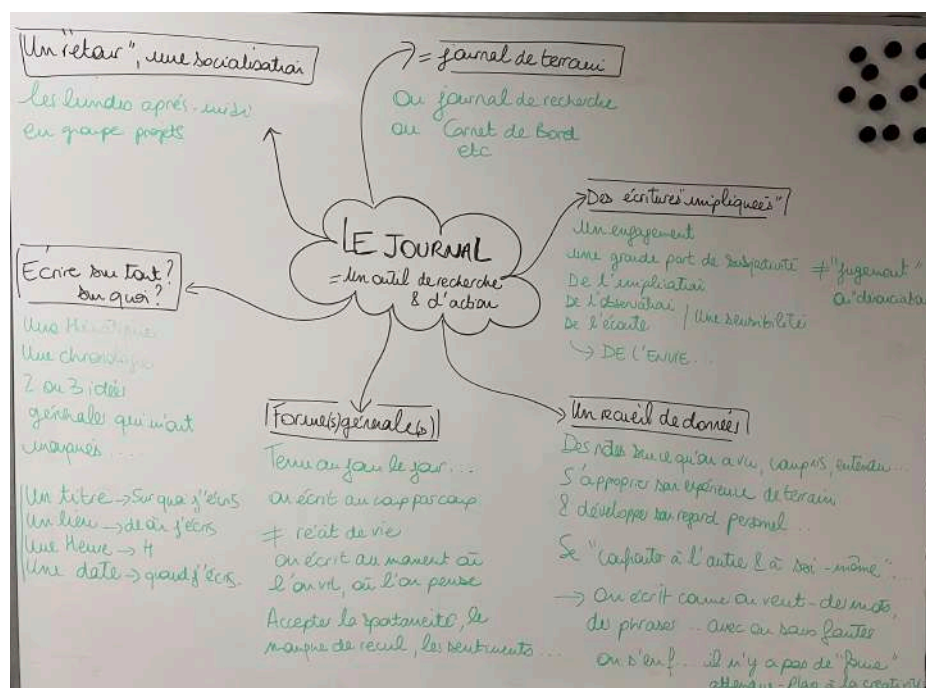 Un "retour", une socialisation
les lundis après-midi
en groupe projets
= journal de terrain
Ou journal de recherche
ou Carnet de Bord
etc
LE JOURNAL
= Un outil de recherche
& d'action
Des écritures "impliquées"
Un engagement
une grande part de subjectivité ≠ "jugement"
De l'implication
De l'observation
De l'écoute / Une sensibilité
↳ DE L'ENVIE...
Ecrire sur tout?
sur quoi?
Une
Une
2 ou 3 idées
générales qui m'ont
marqués...
Un titre → Sur quoi j'écris
Un lieu → de où j'écris
Une Heure → H
Une date → quand j'écris.
Forme(s) générale(s)
Tenu au jour le jour...
on écrit au coup par coup
≠ récit de vie
on écrit au moment où
l'on vit, où l'on pense
Accepter la spontanéité, le
manque de recul, les sentiments...
Un recueil de données
Des notes sur ce qu'on a vu, compris, entendu...
S'approprier son expérience de terrain
& développer son regard personnel...
Se "confronter à l'autre & à soi-même"...
→ On écrit comme on veut - des mots,
des phrases... avec ou sans fautes
On s'en f... il n'y a pas de "forme"
attendue - Place à la créativité